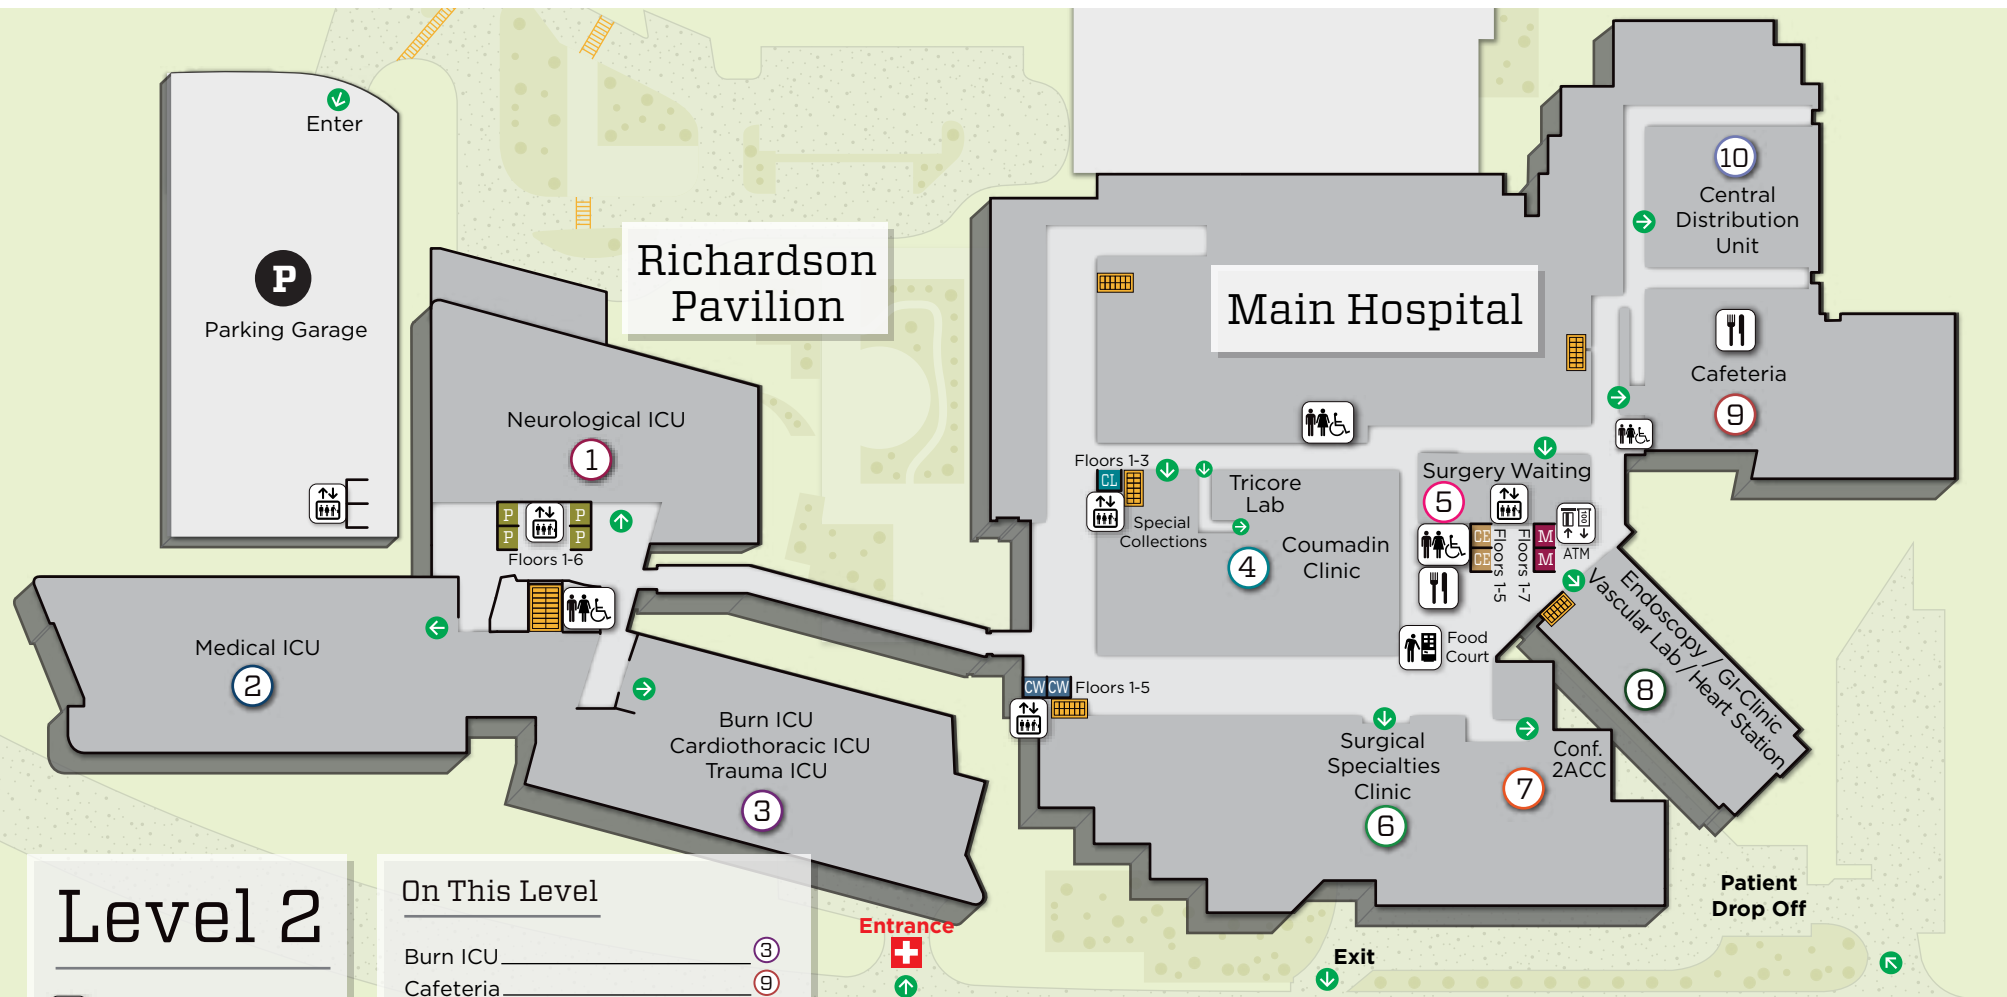 Enter
P
Parking Garage
Richardson
Pavilion
Main Hospital
10
Central
Distribution
Unit
Cafeteria
9
Neurological ICU
1
P
P
P
P
Floors 1-6
Medical ICU
2
Burn ICU
Cardiothoracic ICU
Trauma ICU
3
Floors 1-3
CL
Special
Collections
Tricore
Lab
4
Coumadin
Clinic
Surgery Waiting
5
CE
CE
Floors 1-5
Floors 1-7
M
M
100
ATM
Food
Court
Endoscopy / GI-Clinic
Vascular Lab / Heart Station
8
CW CW Floors 1-5
Surgical
Specialties
Clinic
6
Conf.
2ACC
7
Patient
Drop Off
Entrance
Exit
Level 2
On This Level
Burn ICU 3
Cafeteria 9